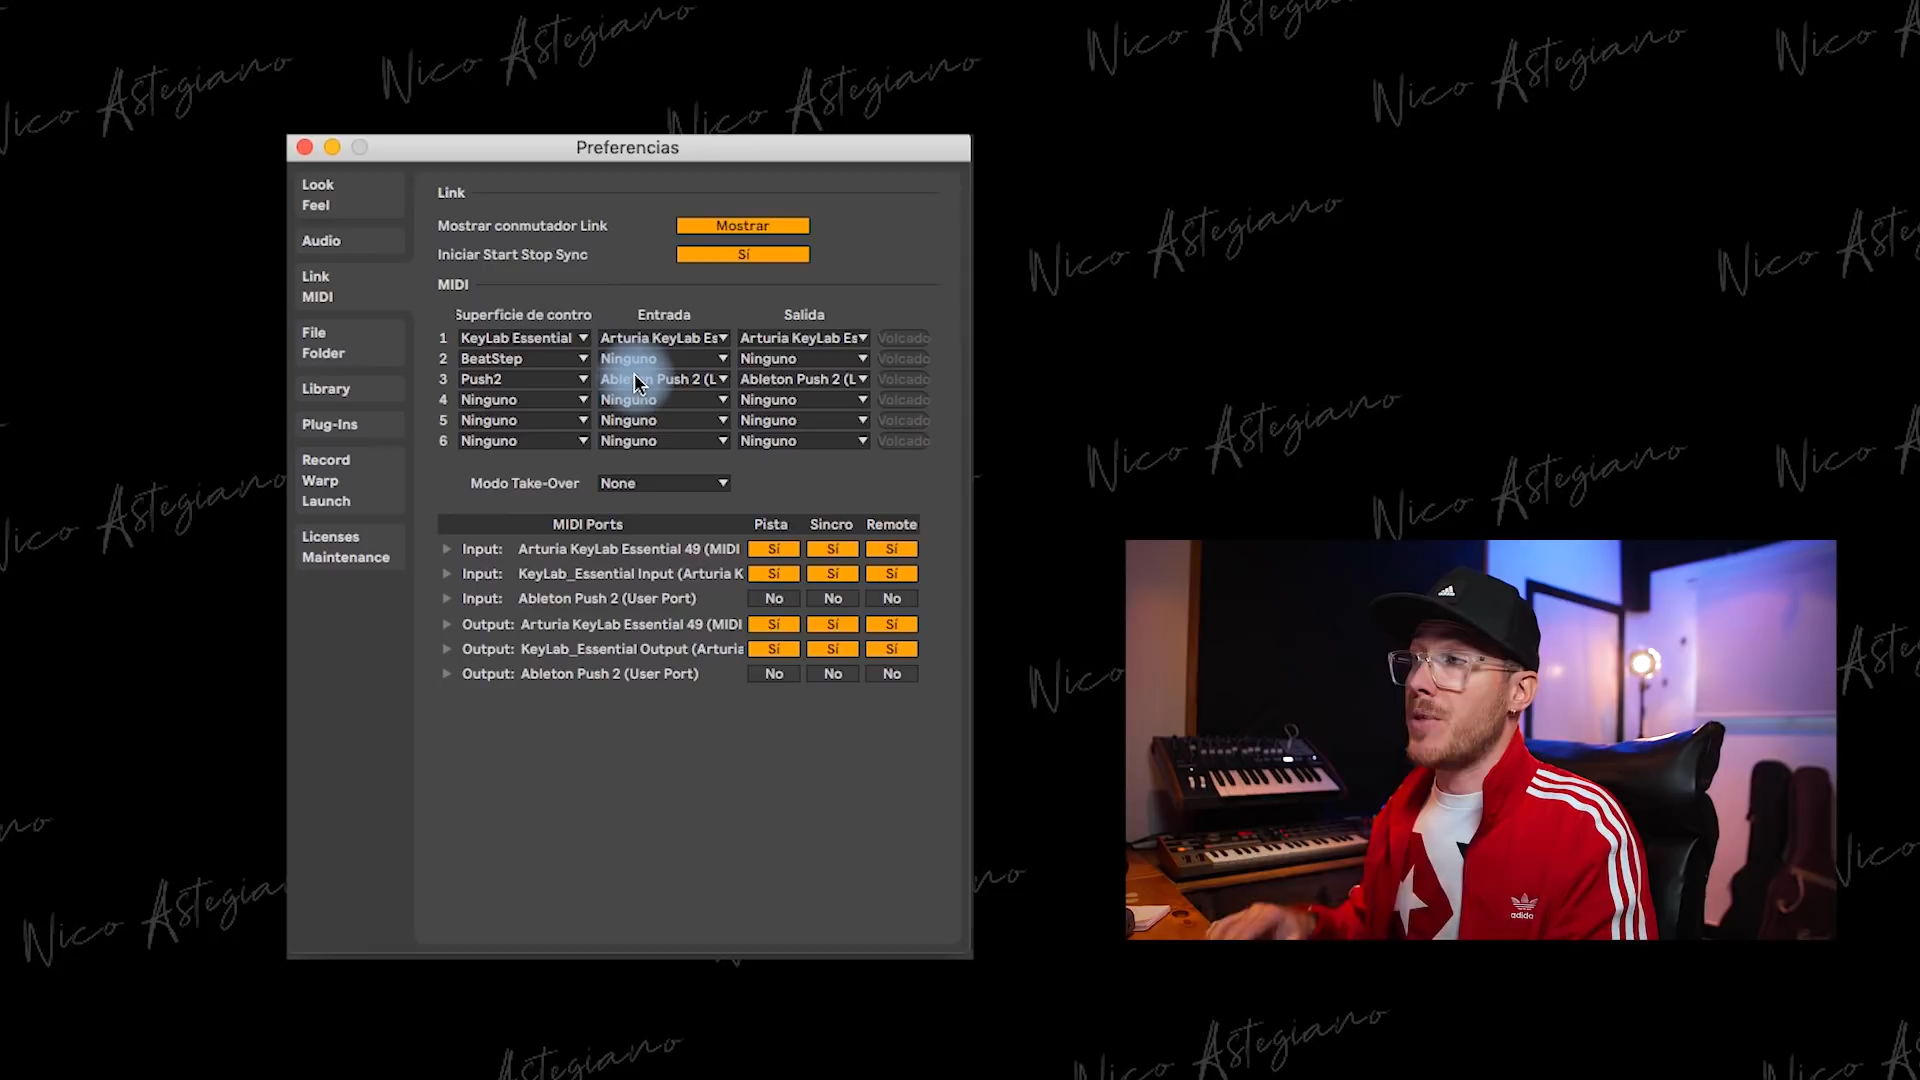 Nico Astegiano
Preferencias
Look
Feel
Audio
Link
MIDI
File
Folder
Library
Plug-Ins
Record
Warp
Launch
Licenses
Maintenance
Link
Mostrar conmutador Link Mostrar
Iniciar Start Stop Sync Sí
MIDI
Superficie de contro Entrada Salida
1 KeyLab Essential Arturia KeyLab Es Arturia KeyLab Es Volcado
2 BeatStep Ninguno Ninguno Volcado
3 Push2 Ableton Push 2 (L Ableton Push 2 (L Volcado
4 Ninguno Ninguno Ninguno Volcado
5 Ninguno Ninguno Ninguno Volcado
6 Ninguno Ninguno Ninguno Volcado
Modo Take-Over None
MIDI Ports Pista Sincro Remote
Input: Arturia KeyLab Essential 49 (MIDI Sí Sí Sí
Input: KeyLab_Essential Input (Arturia K Sí Sí Sí
Input: Ableton Push 2 (User Port) No No No
Output: Arturia KeyLab Essential 49 (MIDI Sí Sí Sí
Output: KeyLab_Essential Output (Arturia Sí Sí Sí
Output: Ableton Push 2 (User Port) No No No
adidas